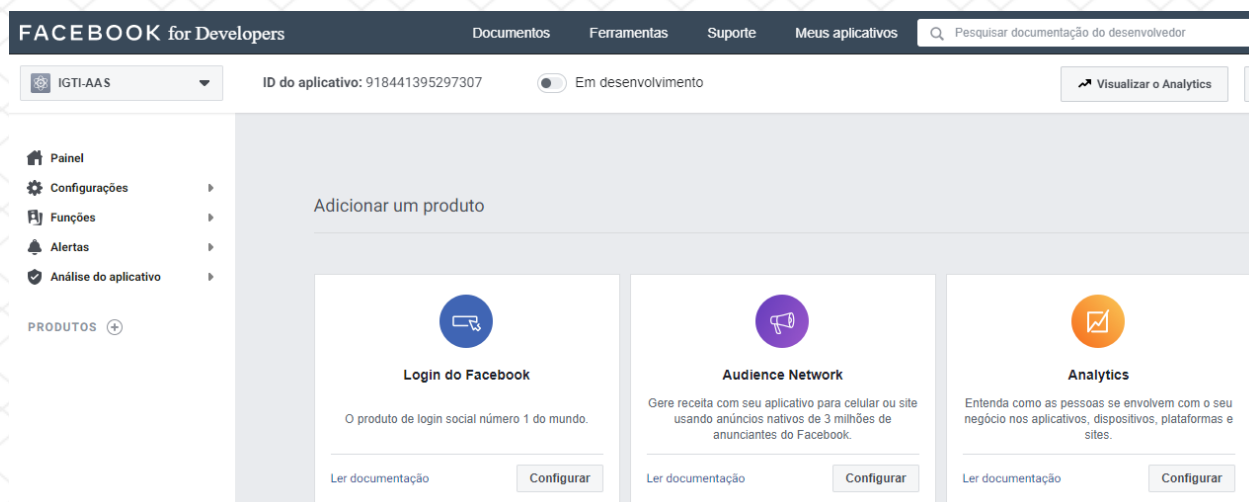 FACEBOOK for Developers
Documentos
Ferramentas
Suporte
Meus aplicativos
Pesquisar documentação do desenvolvedor
IGTI-AAS
ID do aplicativo: 918441395297307
Em desenvolvimento
Visualizar o Analytics
Painel
Configurações
Funções
Alertas
Análise do aplicativo
PRODUTOS
Adicionar um produto
Login do Facebook
O produto de login social número 1 do mundo.
Ler documentação
Configurar
Audience Network
Gere receita com seu aplicativo para celular ou site
usando anúncios nativos de 3 milhões de
anunciantes do Facebook.
Ler documentação
Configurar
Analytics
Entenda como as pessoas se envolvem com o seu
negócio nos aplicativos, dispositivos, plataformas e
sites.
Ler documentação
Configurar